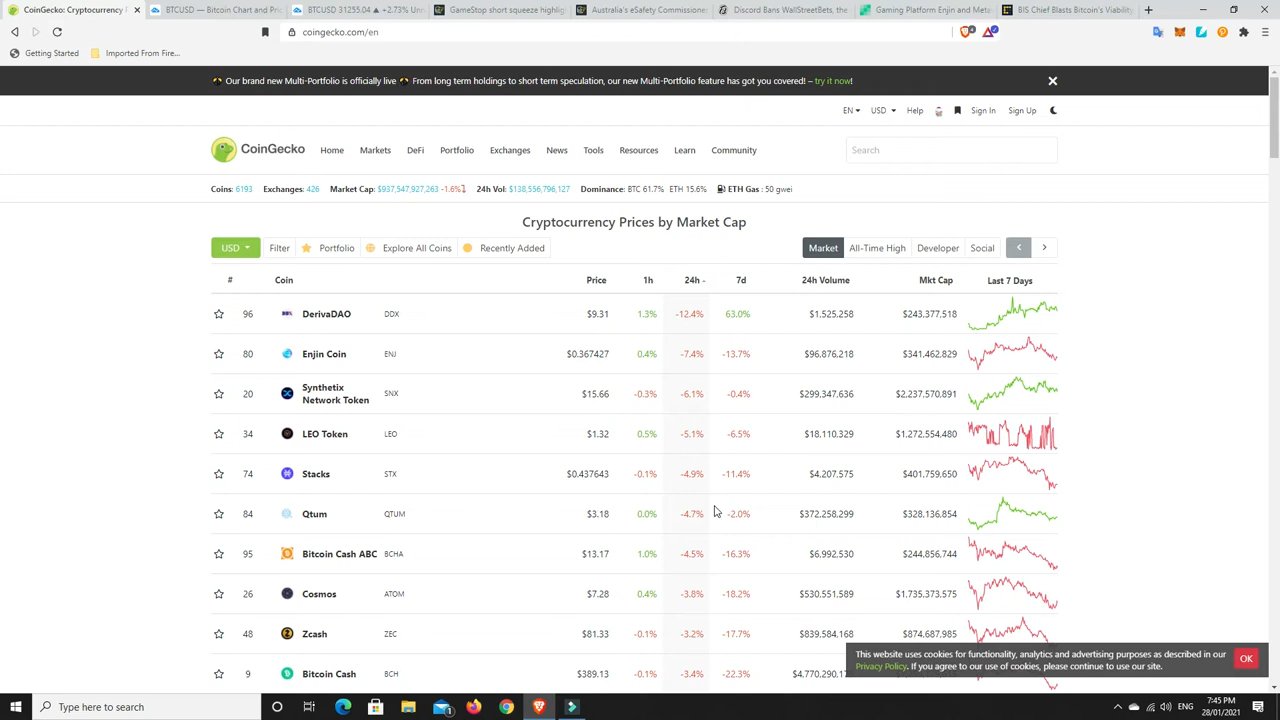 CoinGecko: Cryptocurrency P
BTCUSD — Bitcoin Chart and Pric
BTCUSD 31255.04 ▲ +2.73% Unn
GameStop short squeeze highlig
Australia's eSafety Commissione
Discord Bans WallStreetBets, the
Gaming Platform Enjin and Meta
BIS Chief Blasts Bitcoin's Viability,
coingecko.com/en
Getting Started
Imported From Fire...
Our brand new Multi-Portfolio is officially live
From long term holdings to short term speculation, our new Multi-Portfolio feature has got you covered! – try it now!
EN USD Help Sign In Sign Up
CoinGecko Home Markets DeFi Portfolio Exchanges News Tools Resources Learn Community Search
Coins: 6193 Exchanges: 426 Market Cap: $937,547,927,263 -1.6% 24h Vol: $138,556,796,127 Dominance: BTC 61.7% ETH 15.6% ETH Gas: 50 gwei
Cryptocurrency Prices by Market Cap
USD Filter Portfolio Explore All Coins Recently Added Market All-Time High Developer Social
# Coin Price 1h 24h 7d 24h Volume Mkt Cap Last 7 Days
96 DerivaDAO DDX $9.31 1.3% -12.4% 63.0% $1,525,258 $243,377,518
80 Enjin Coin ENJ $0.367427 0.4% -7.4% -13.7% $96,876,218 $341,462,829
20 Synthetix
Network Token SNX $15.66 -0.3% -6.1% -0.4% $299,347,636 $2,237,570,891
34 LEO Token LEO $1.32 0.5% -5.1% -6.5% $18,110,329 $1,272,554,480
74 Stacks STX $0.437643 -0.1% -4.9% -11.4% $4,207,575 $401,759,650
84 Qtum QTUM $3.18 0.0% -4.7% -2.0% $372,258,299 $328,136,854
95 Bitcoin Cash ABC BCHA $13.17 1.0% -4.5% -16.3% $6,992,530 $244,856,744
26 Cosmos ATOM $7.28 0.4% -3.8% -18.2% $530,551,589 $1,735,373,575
48 Zcash ZEC $81.33 -0.1% -3.2% -17.7% $839,584,168 $874,687,985
9 Bitcoin Cash BCH $389.13 -0.1% -3.4% -22.3%
This website uses cookies for functionality, analytics and advertising purposes as described in our
Privacy Policy. If you agree to our use of cookies, please continue to use our site.
OK
Type here to search
ENG
7:45 PM
28/01/2021